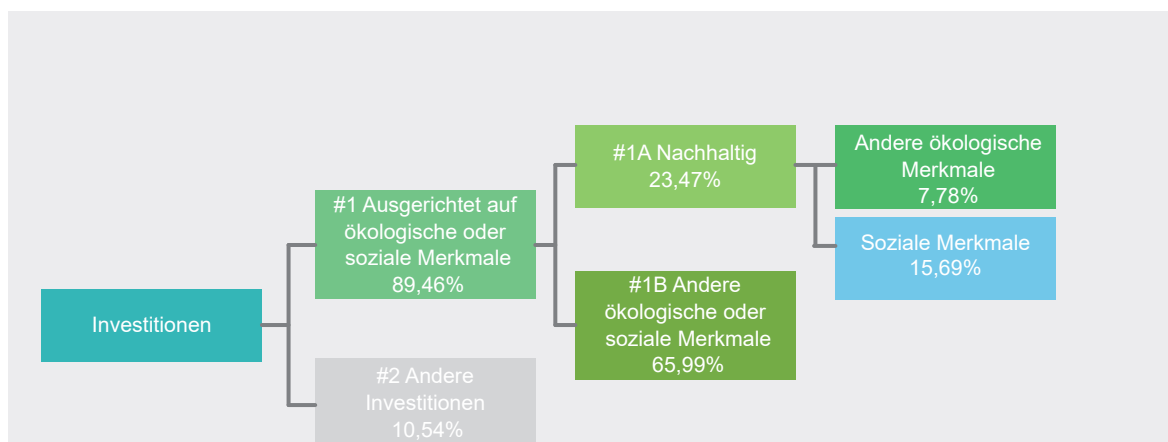 Investitionen
#1 Ausgerichtet auf
ökologische oder
soziale Merkmale
89,46%
#2 Andere
Investitionen
10,54%
#1A Nachhaltig
23,47%
#1B Andere
ökologische oder
soziale Merkmale
65,99%
Andere ökologische
Merkmale
7,78%
Soziale Merkmale
15,69%